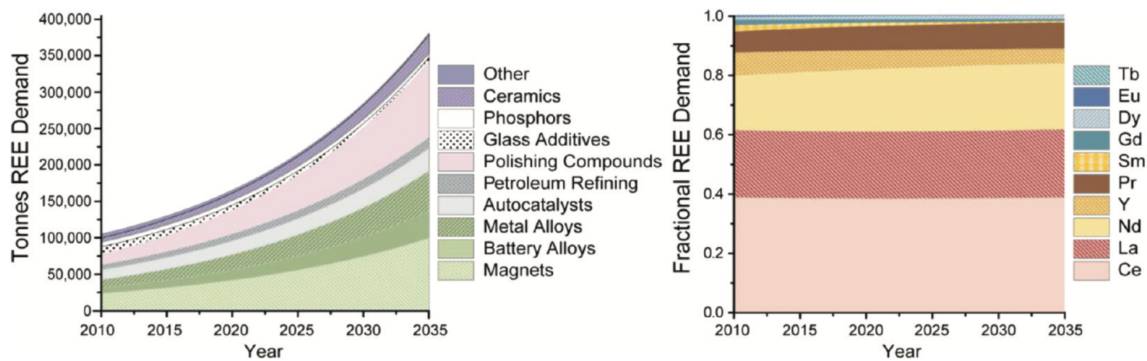 Tonnes REE Demand
400,000
350,000
300,000
250,000
200,000
150,000
100,000
50,000
0
2010 2015 2020 2025 2030 2035
Year
Other
Ceramics
Phosphors
Glass Additives
Polishing Compounds
Petroleum Refining
Autocatalysts
Metal Alloys
Battery Alloys
Magnets
Fractional REE Demand
1.0
0.8
0.6
0.4
0.2
0.0
2010 2015 2020 2025 2030 2035
Year
Tb
Eu
Dy
Gd
Sm
Pr
Y
Nd
La
Ce